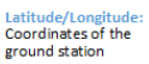 Latitude/Longitude:
Coordinates of the
ground station